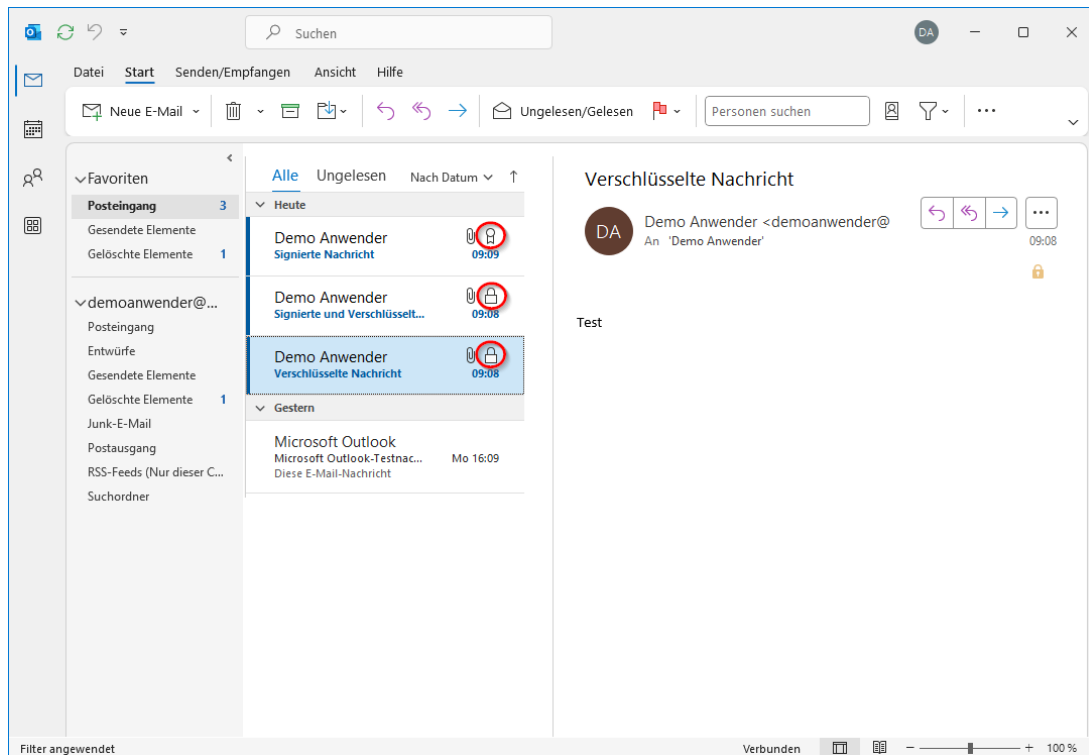 Suchen
DA
Datei Start Senden/Empfangen Ansicht Hilfe
Neue E-Mail
Ungelesen/Gelesen
Personen suchen
Favoriten
Posteingang 3
Gesendete Elemente
Gelöschte Elemente 1
demoanwender@...
Posteingang
Entwürfe
Gesendete Elemente
Gelöschte Elemente 1
Junk-E-Mail
Postausgang
RSS-Feeds (Nur dieser C...
Suchordner
Alle Ungelesen Nach Datum
Heute
Demo Anwender
Signierte Nachricht 09:09
Demo Anwender
Signierte und Verschlüsselt... 09:08
Demo Anwender
Verschlüsselte Nachricht 09:08
Gestern
Microsoft Outlook
Microsoft Outlook-Testnac... Mo 16:09
Diese E-Mail-Nachricht
Verschlüsselte Nachricht
DA
Demo Anwender <demoanwender@
An 'Demo Anwender'
09:08
Test
Filter angewendet
Verbunden
100 %